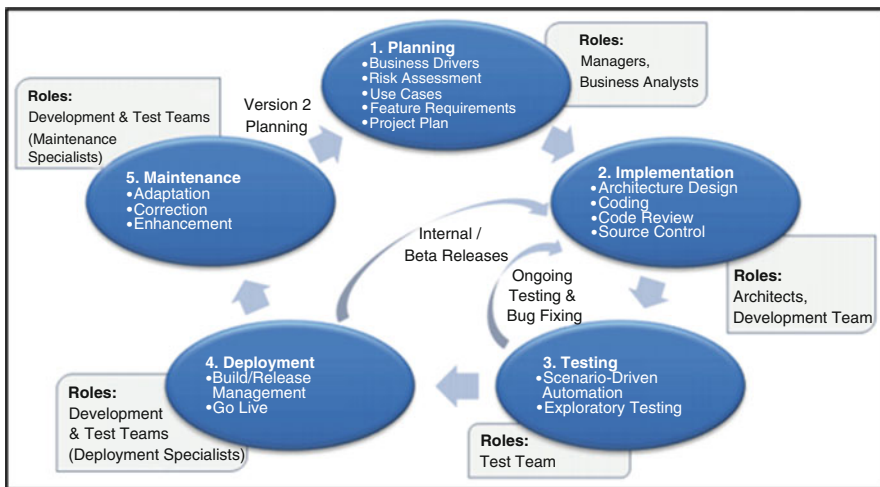 1. Planning
•Business Drivers
•Risk Assessment
•Use Cases
•Feature Requirements
•Project Plan
Roles:
Managers,
Business Analysts
2. Implementation
•Architecture Design
•Coding
•Code Review
•Source Control
Roles:
Architects,
Development Team
3. Testing
•Scenario-Driven
Automation
•Exploratory Testing
Roles:
Test Team
4. Deployment
•Build/Release
Management
•Go Live
Roles:
Development
& Test Teams
(Deployment Specialists)
5. Maintenance
•Adaptation
•Correction
•Enhancement
Roles:
Development & Test Teams
(Maintenance
Specialists)
Version 2
Planning
Internal /
Beta Releases
Ongoing
Testing &
Bug Fixing